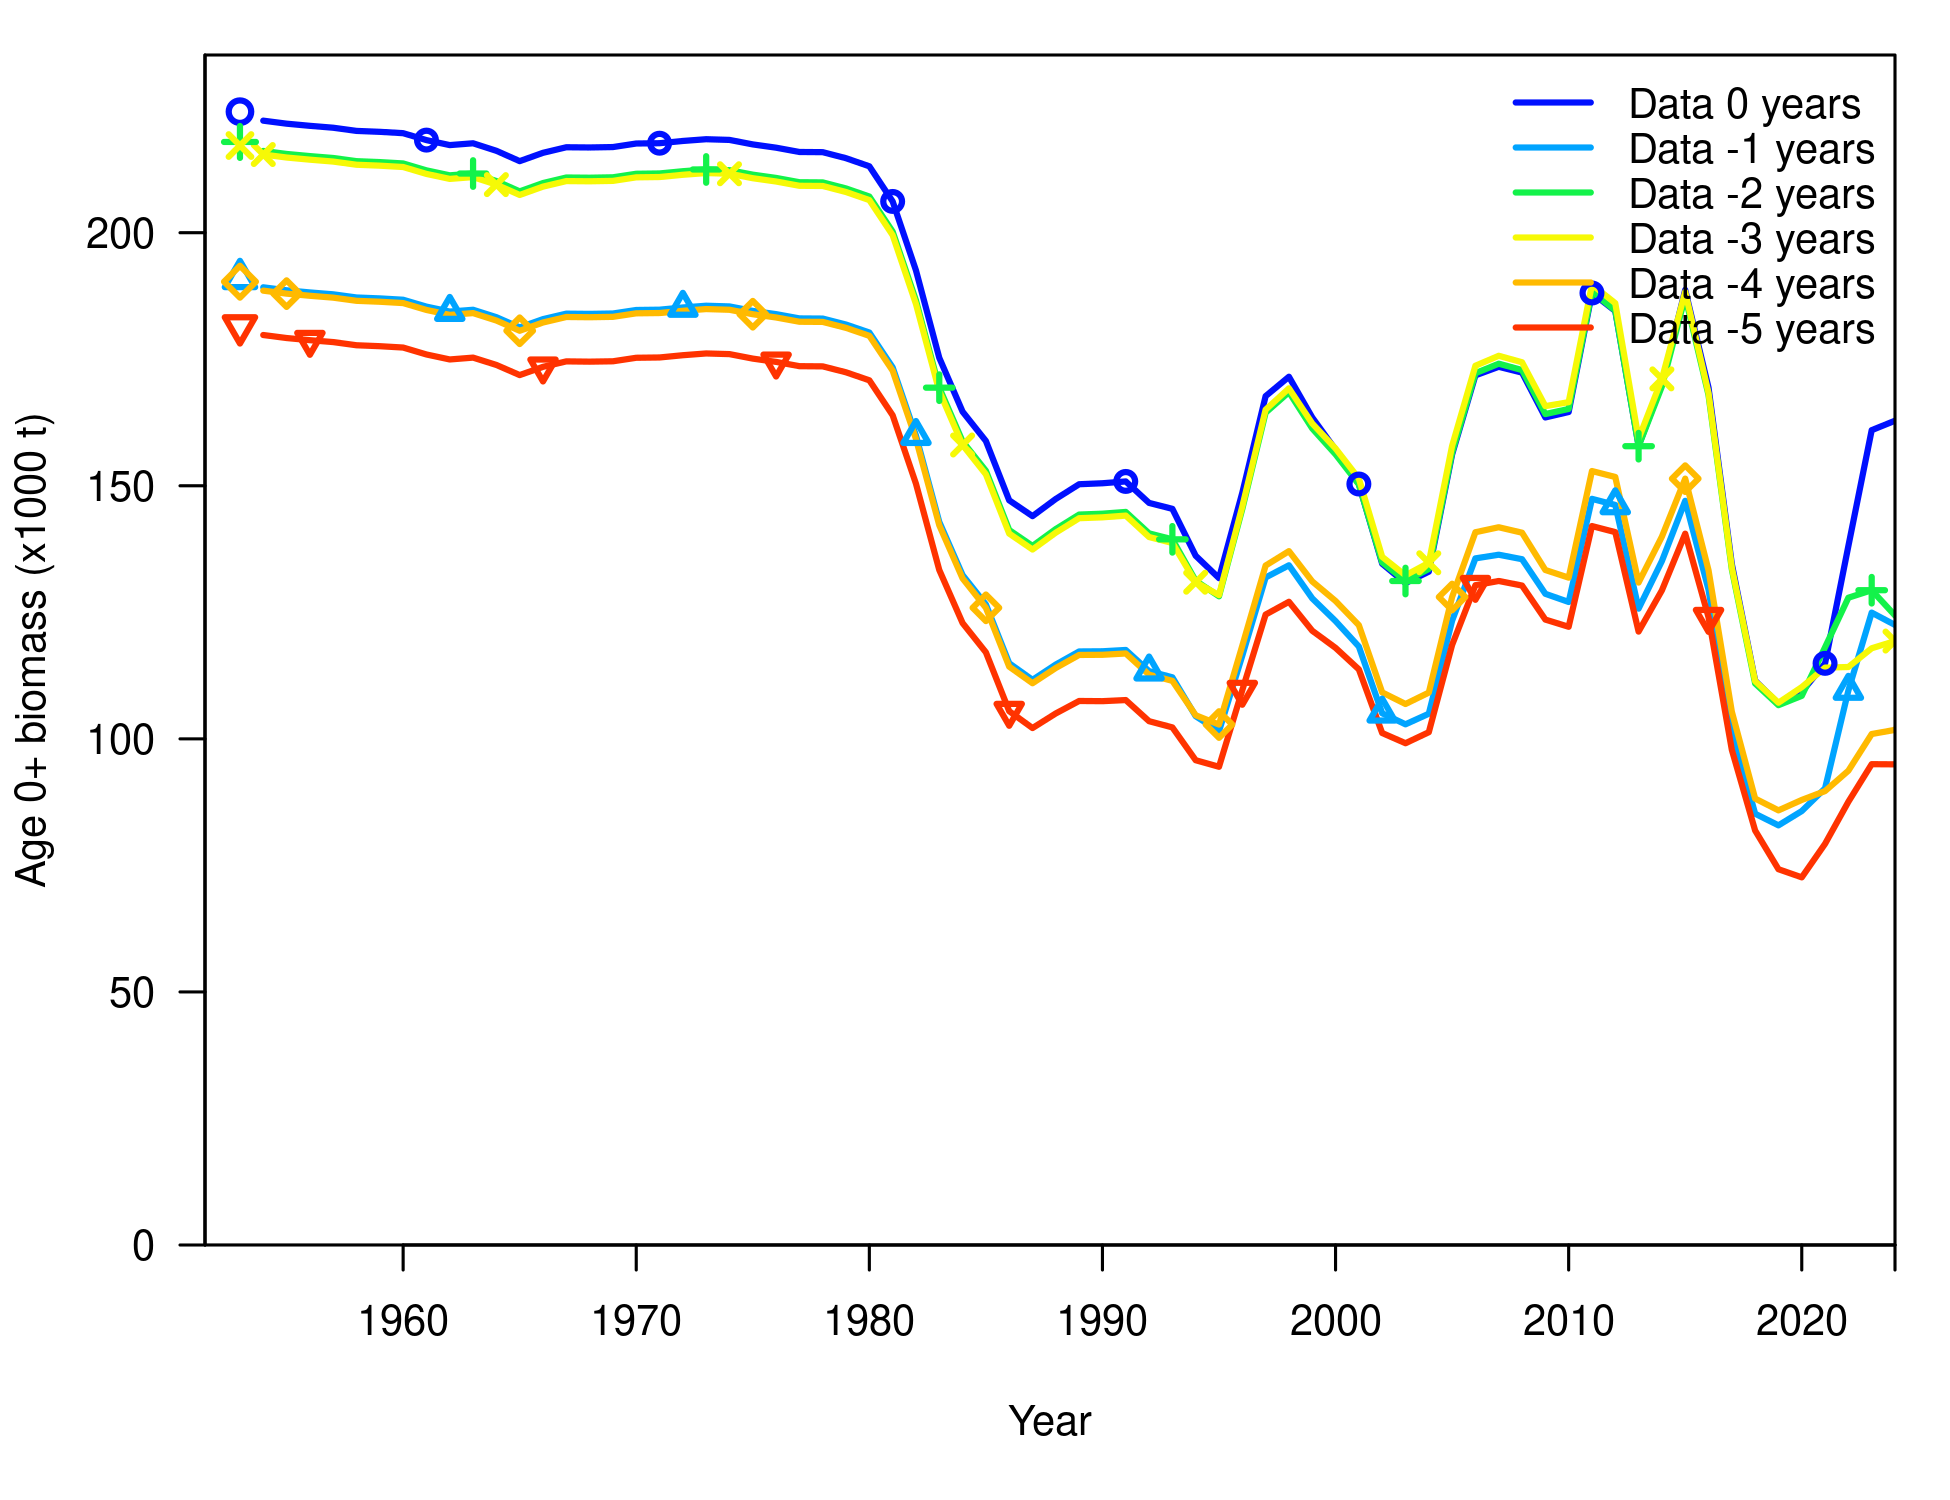 Data 0 years
Data -1 years
Data -2 years
Data -3 years
Data -4 years
Data -5 years
Age 0+ biomass (x1000 t)
200
150
100
50
0
1960 1970 1980 1990 2000 2010 2020
Year